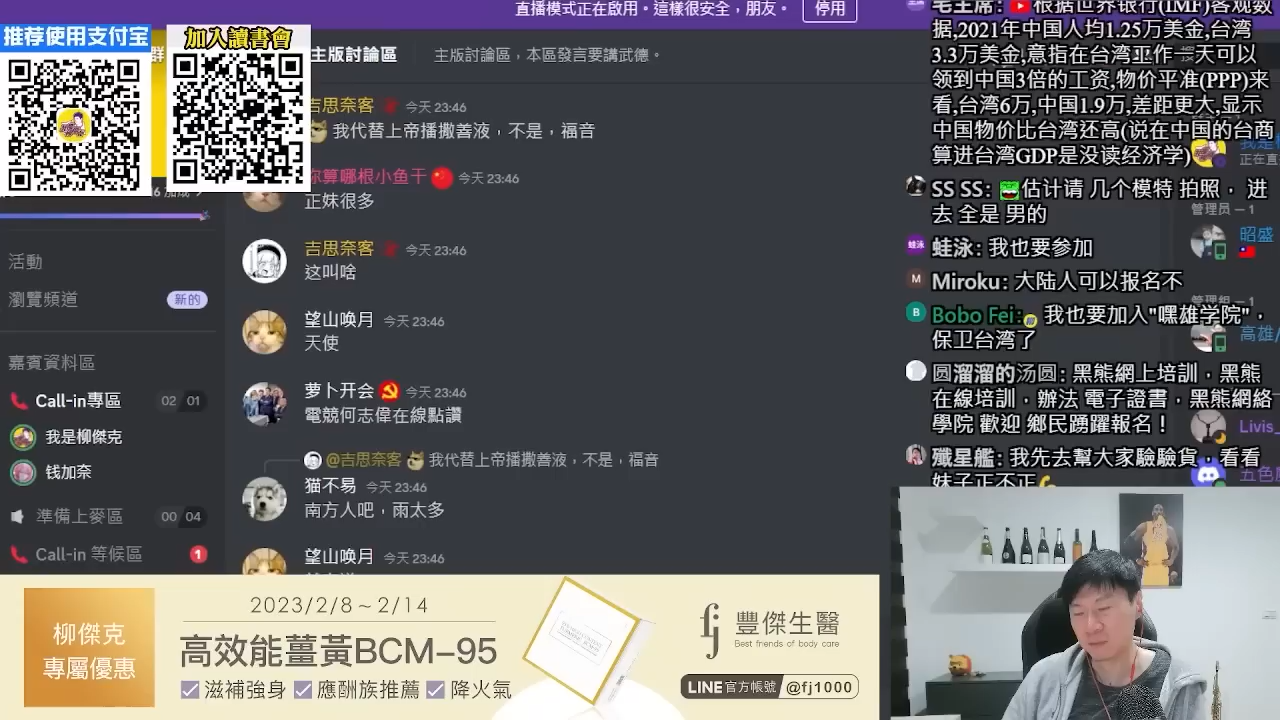 直播模式正在啟用。這樣很安全，朋友。
停用
推荐使用支付宝
加入讀書會
群
主版討論區
主版討論區，本區發言要講武德。
吉思奈客 今天 23:46
我代替上帝播撒善液，不是，福音
你算哪根小鱼干 今天 23:46
正妹很多
吉思奈客 今天 23:46
这叫啥
望山唤月 今天 23:46
天使
萝卜开会 今天 23:46
電競何志偉在線點讚
@吉思奈客 我代替上帝播撒善液，不是，福音
猫不易 今天 23:46
南方人吧，雨太多
望山唤月 今天 23:46
活動
瀏覽頻道
新的
嘉賓資料區
Call-in專區
02 01
我是柳傑克
钱加奈
準備上麥區
00 04
Call-in 等候區
1
毛主席: 根据世界银行(IMF)客观数
据,2021年中国人均1.25万美金,台湾
3.3万美金,意指在台湾工作一天可以
领到中国3倍的工资,物价平准(PPP)来
看,台湾6万,中国1.9万,差距更大,显示
中国物价比台湾还高(说在中国的台商
算进台湾GDP是没读经济学)
SS SS: 估计请 几个模特 拍照， 进
去 全是 男的
蛙泳: 我也要参加
Miroku: 大陆人可以报名不
Bobo Fei: 我也要加入"嘿雄学院"，
保卫台湾了
圆溜溜的汤圆: 黑熊網上培訓，黑熊
在線培訓，辦法 電子證書，黑熊網絡
學院 歡迎 鄉民踴躍報名！
殲星艦: 我先去幫大家驗驗貨，看看
妹子正不正
管理员 — 1
昭盛
管理組 — 1
高雄/
Livis_
柳傑克
專屬優惠
2023/2/8～2/14
高效能薑黃BCM-95
滋補強身 應酬族推薦 降火氣
fj 豐傑生醫
Best friends of body care
LINE官方帳號 @fj1000